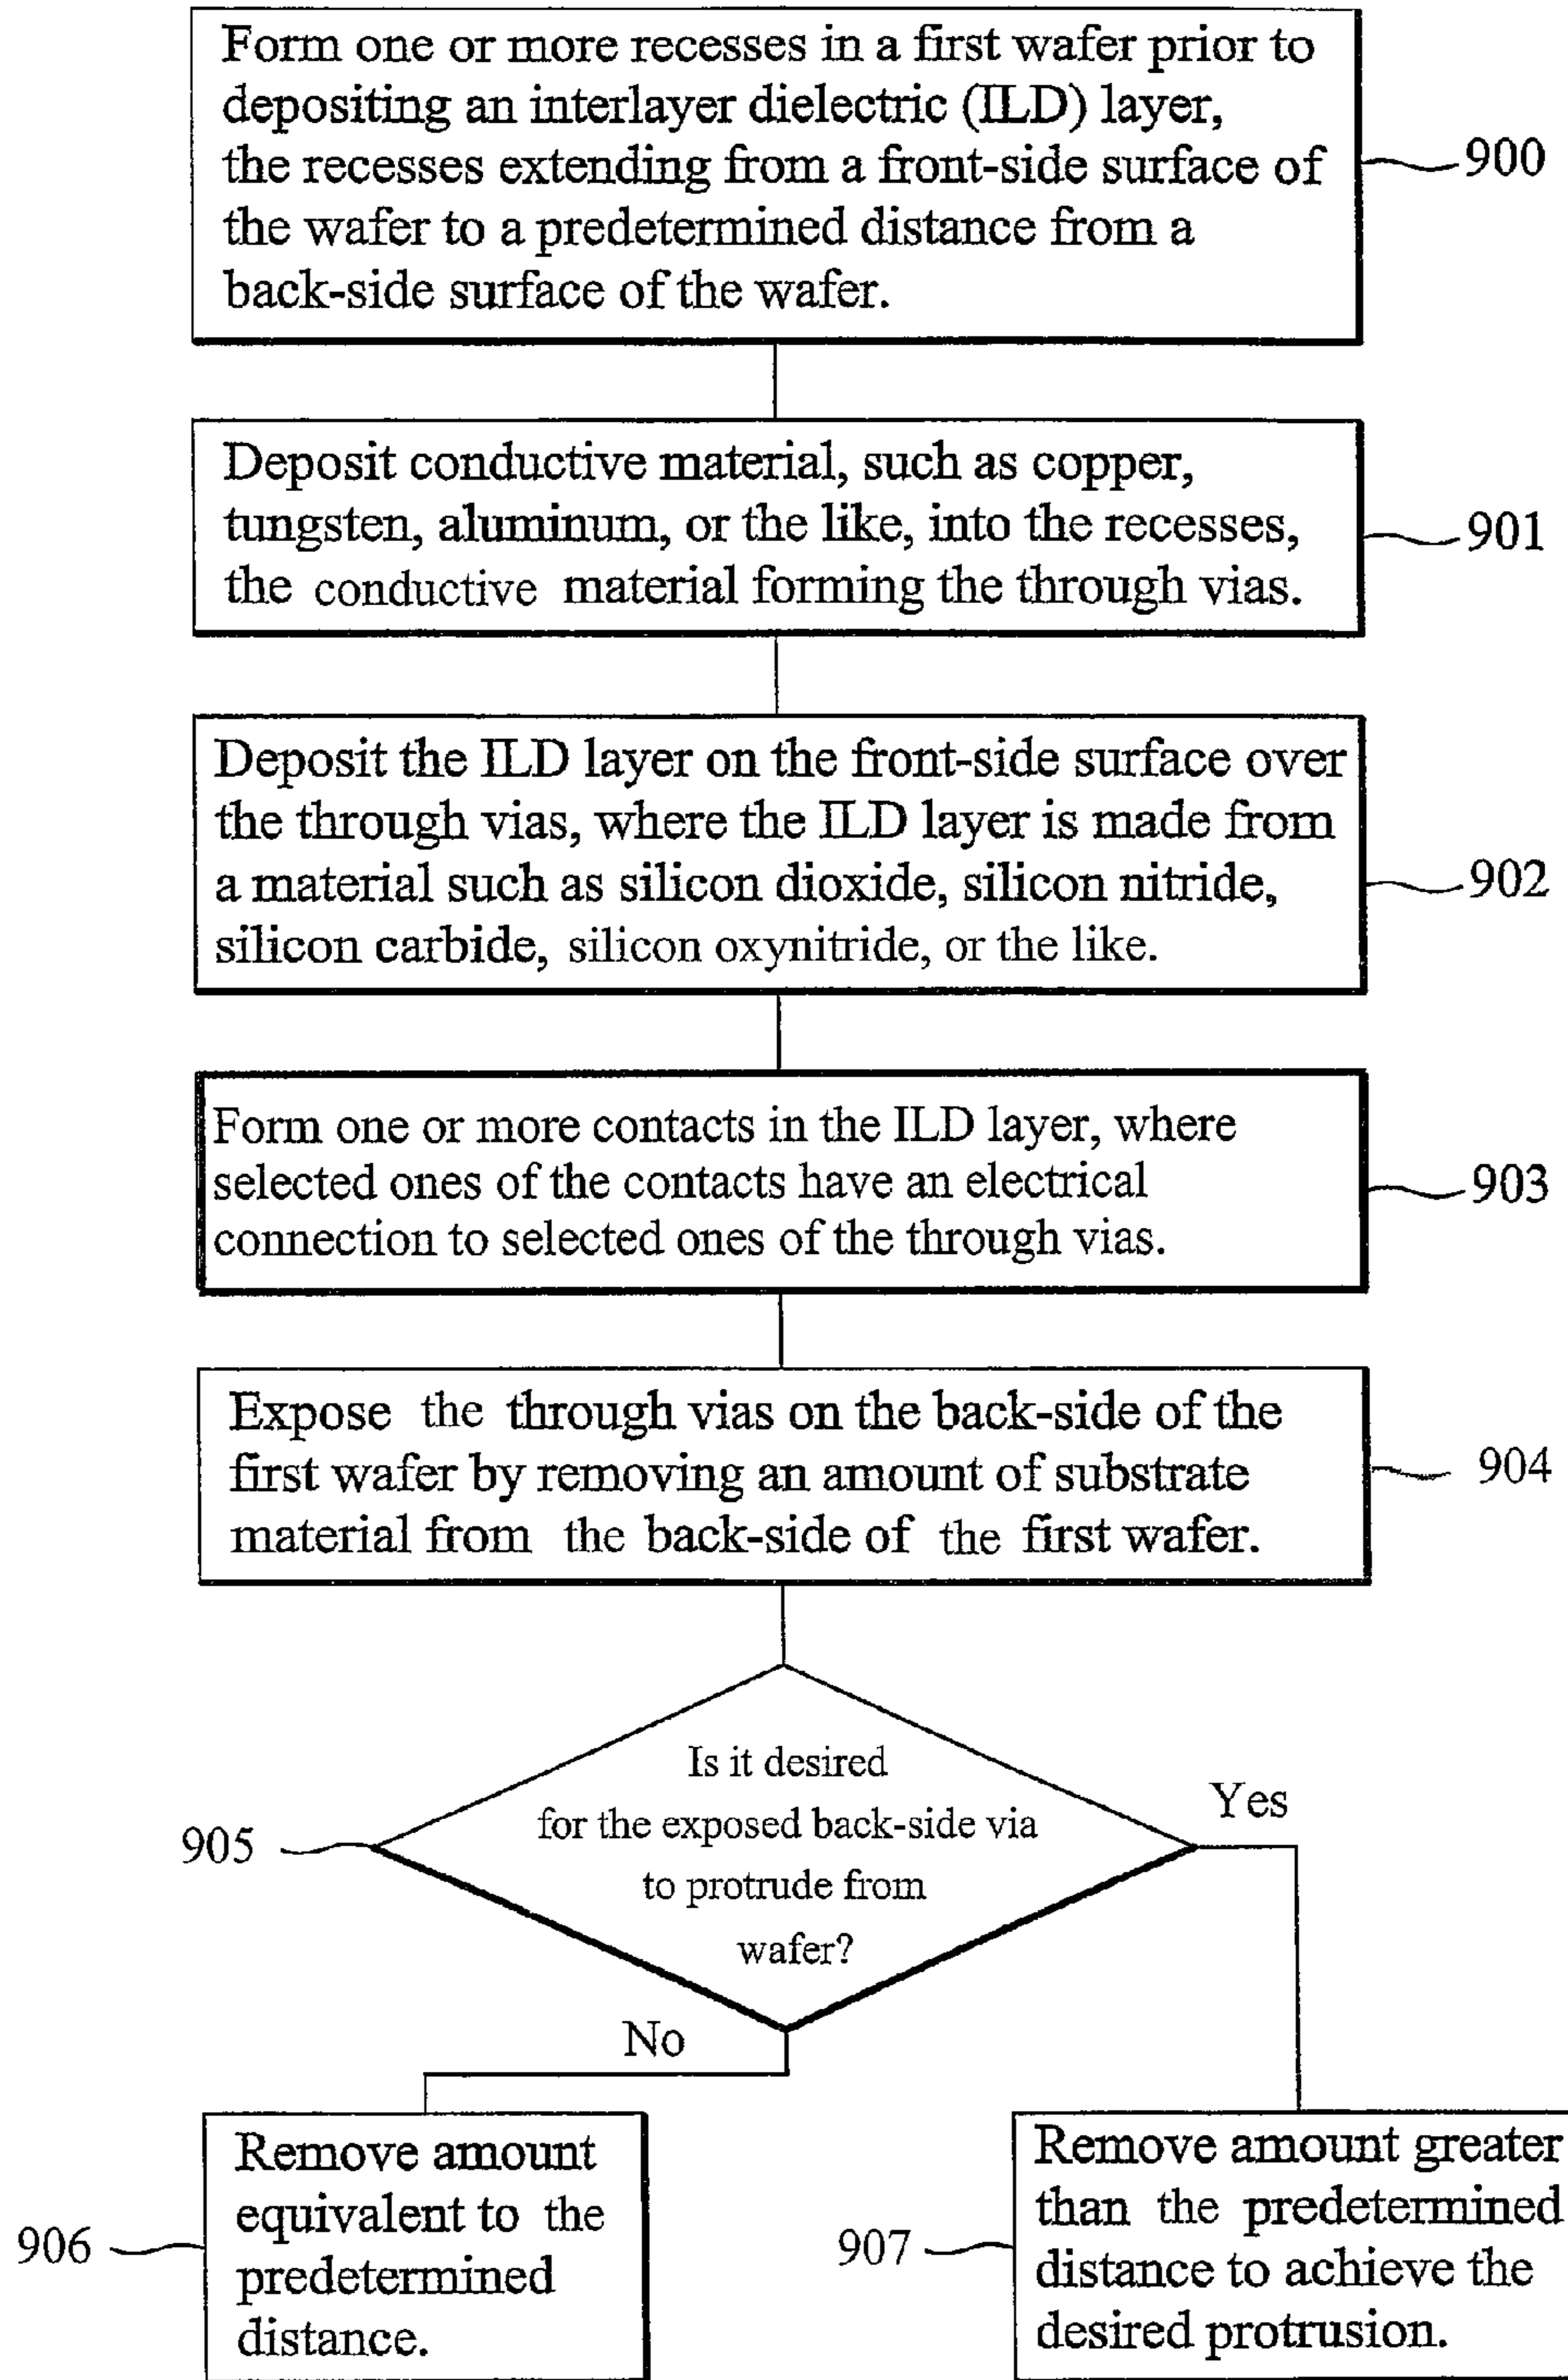 Form one or more recesses in a first wafer prior to
depositing an interlayer dielectric (ILD) layer,
the recesses extending from a front-side surface of
the wafer to a predetermined distance from a
back-side surface of the wafer.
900
Deposit conductive material, such as copper,
tungsten, aluminum, or the like, into the recesses,
the conductive material forming the through vias.
901
Deposit the ILD layer on the front-side surface over
the through vias, where the ILD layer is made from
a material such as silicon dioxide, silicon nitride,
silicon carbide, silicon oxynitride, or the like.
902
Form one or more contacts in the ILD layer, where
selected ones of the contacts have an electrical
connection to selected ones of the through vias.
903
Expose the through vias on the back-side of the
first wafer by removing an amount of substrate
material from the back-side of the first wafer.
904
Is it desired
for the exposed back-side via
to protrude from
wafer?
905
Yes
No
Remove amount
equivalent to the
predetermined
distance.
906
Remove amount greater
than the predetermined
distance to achieve the
desired protrusion.
907